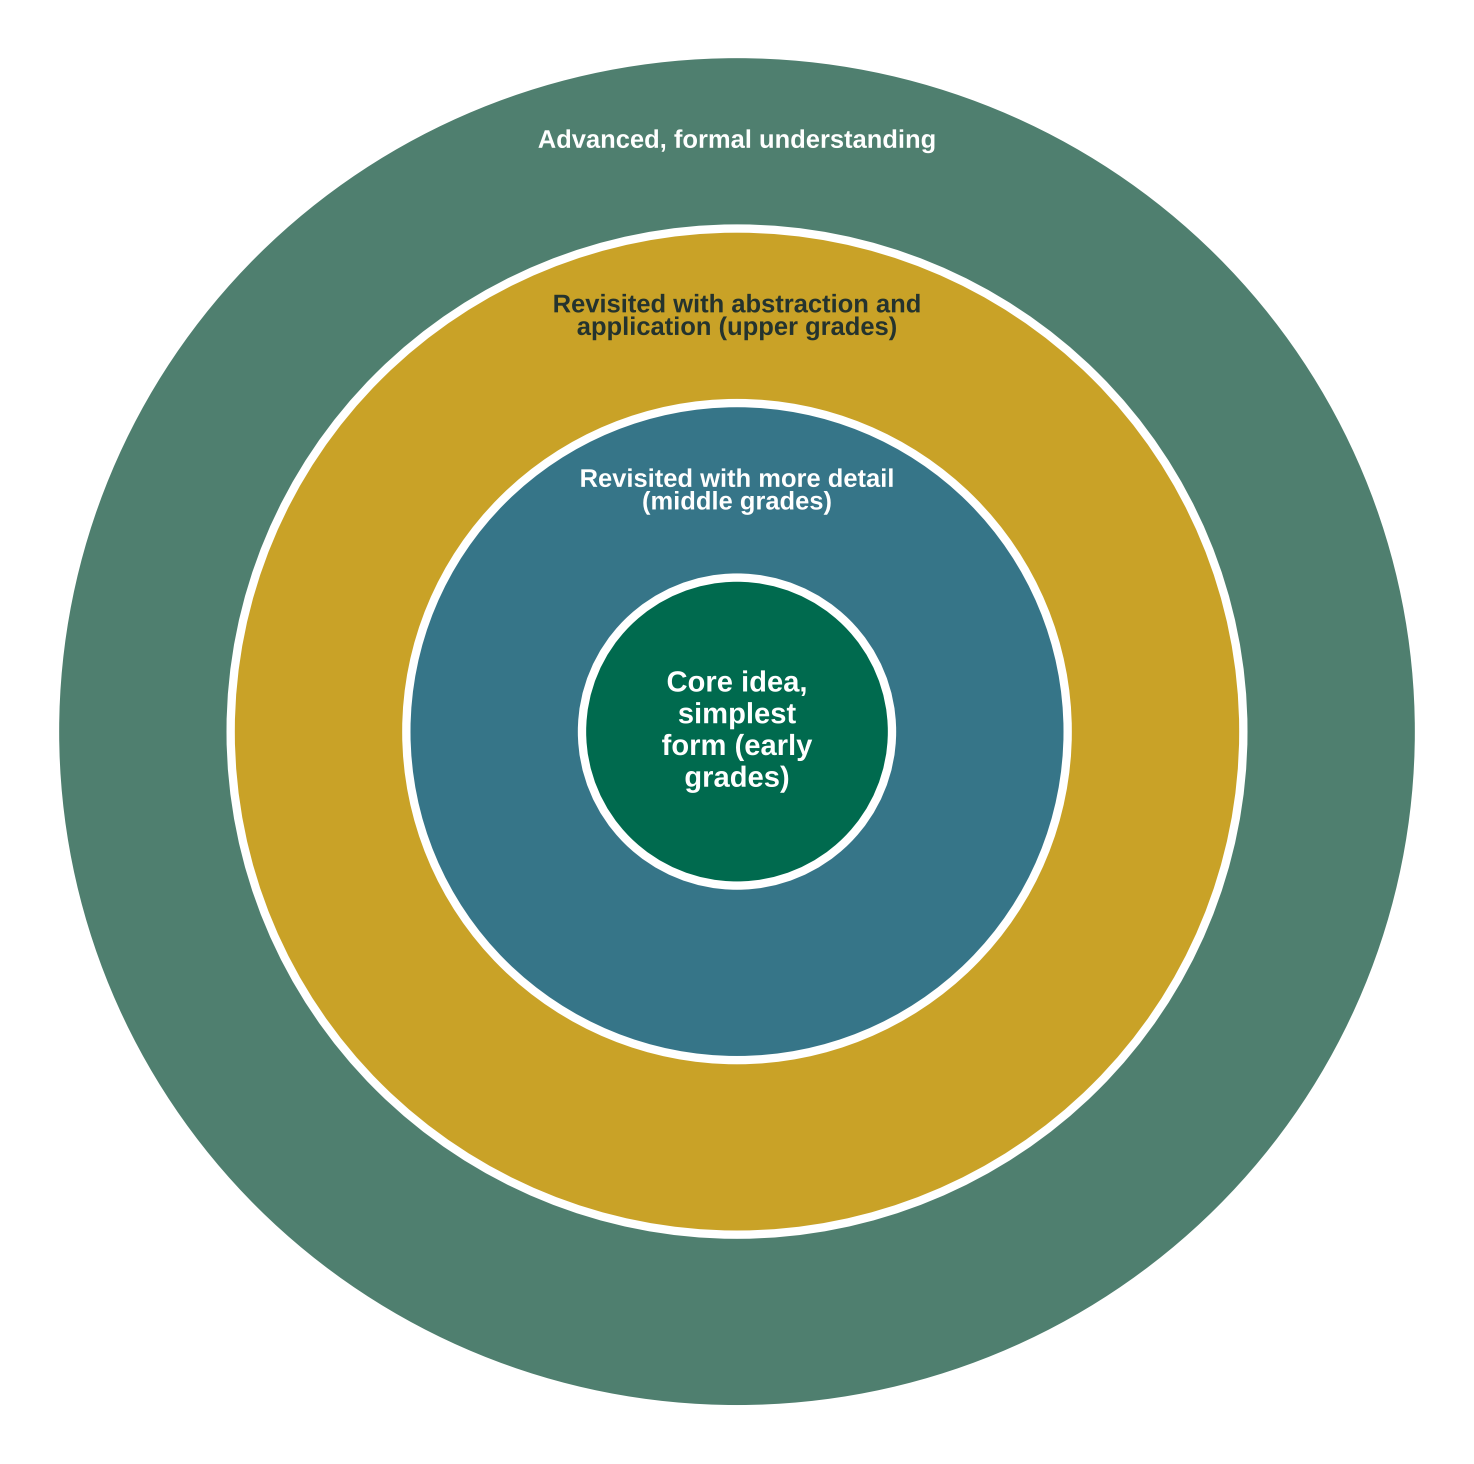 Advanced, formal understanding
Revisited with abstraction and
application (upper grades)
Revisited with more detail
(middle grades)
Core idea,
simplest
form (early
grades)